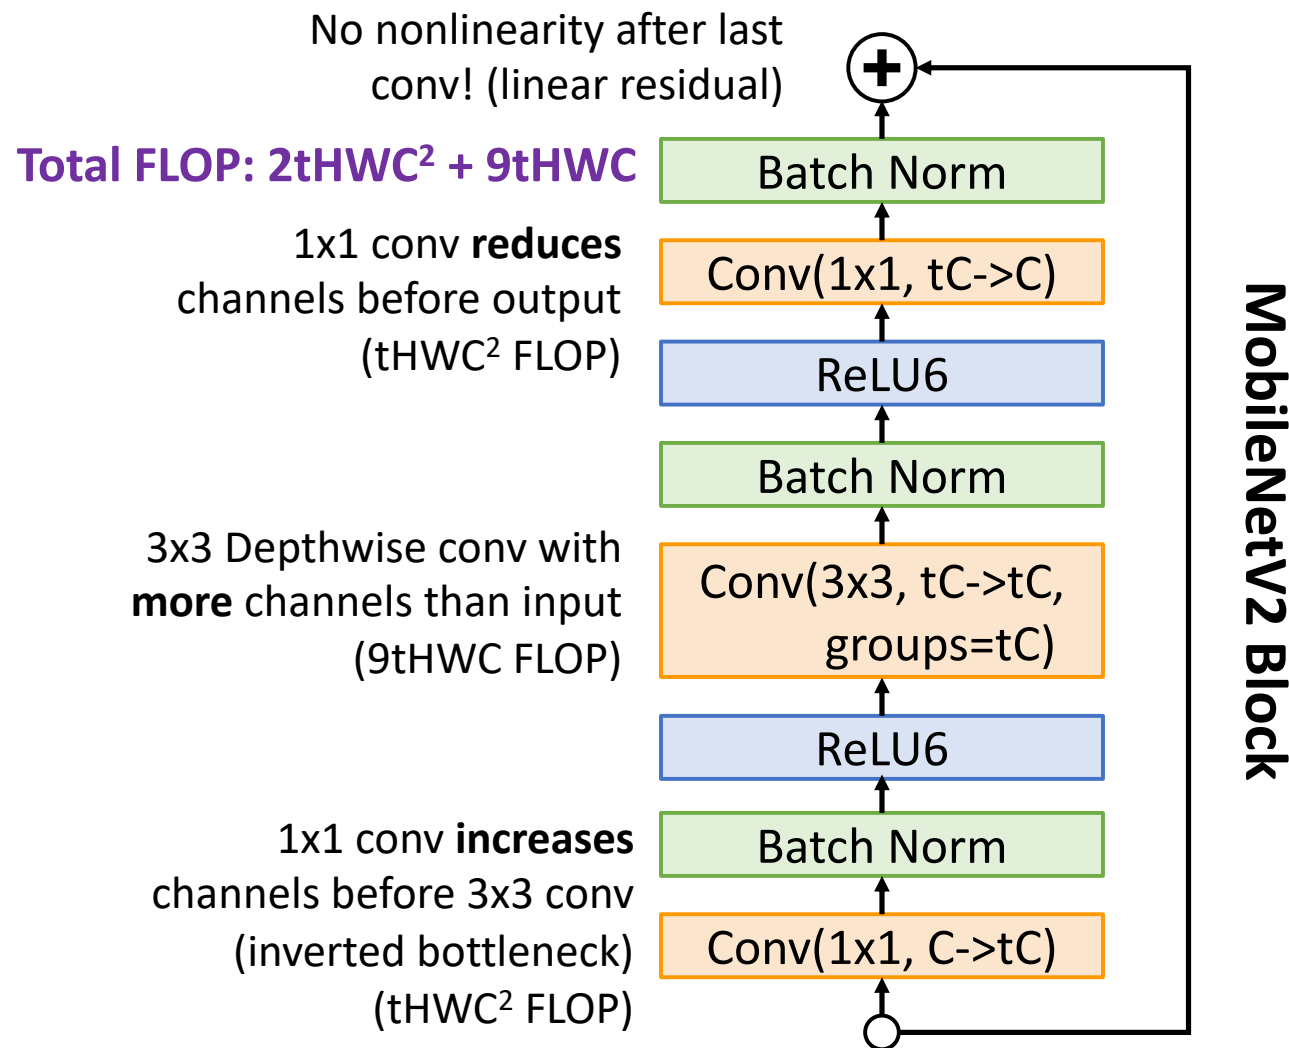 No nonlinearity after last
conv! (linear residual)
Total FLOP: 2tHWC² + 9tHWC
Batch Norm
1x1 conv reduces
channels before output
(tHWC² FLOP)
Conv(1x1, tC->C)
ReLU6
Batch Norm
3x3 Depthwise conv with
more channels than input
(9tHWC FLOP)
Conv(3x3, tC->tC,
groups=tC)
ReLU6
Batch Norm
1x1 conv increases
channels before 3x3 conv
(inverted bottleneck)
(tHWC² FLOP)
Conv(1x1, C->tC)
MobileNetV2 Block